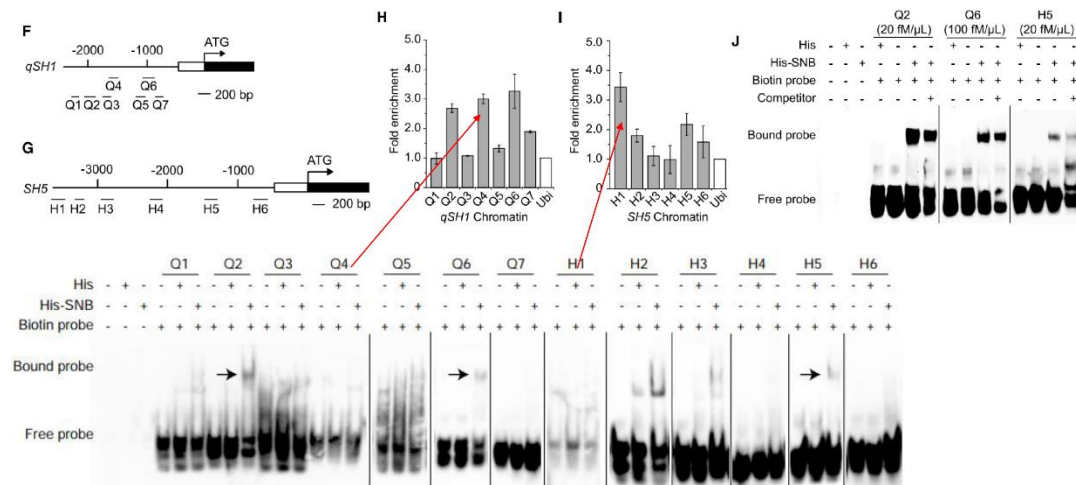 F
-2000 -1000 ATG
qSH1
Q4 Q6
Q1 Q2 Q3 Q5 Q7
200 bp
G
-3000 -2000 -1000 ATG
SH5
H1 H2 H3 H4 H5 H6
200 bp
H
Fold enrichment
5.0
4.0
3.0
2.0
1.0
0.0
Q1 Q2 Q3 Q4 Q5 Q6 Q7 Ubi
qSH1 Chromatin
I
Fold enrichment
5.0
4.0
3.0
2.0
1.0
0.0
H1 H2 H3 H4 H5 H6 Ubi
SH5 Chromatin
J
Q2 Q6 H5
(20 fM/μL) (100 fM/μL) (20 fM/μL)
His - + - - + - - - + - - - + - - -
His-SNB - - + - - + + - - + + - - + +
Biotin probe - - - + + + + + + + + + + + +
Competitor - - - - - - + - - - + - - - +
Bound probe
Free probe
Q1 Q2 Q3 Q4 Q5 Q6 Q7 H1 H2 H3 H4 H5 H6
His - + - - + - - + - - + - - + - - + - - + - - + - - + - - + - - + - - + - - + - - + -
His-SNB - - + - - + - - + - - + - - + - - + - - + - - + - - + - - + - - + - - + - - + - - +
Biotin probe - - - + + + + + + + + + + + + + + + + + + + + + + + + + + + + + + + + + + + + + + +
Bound probe
Free probe